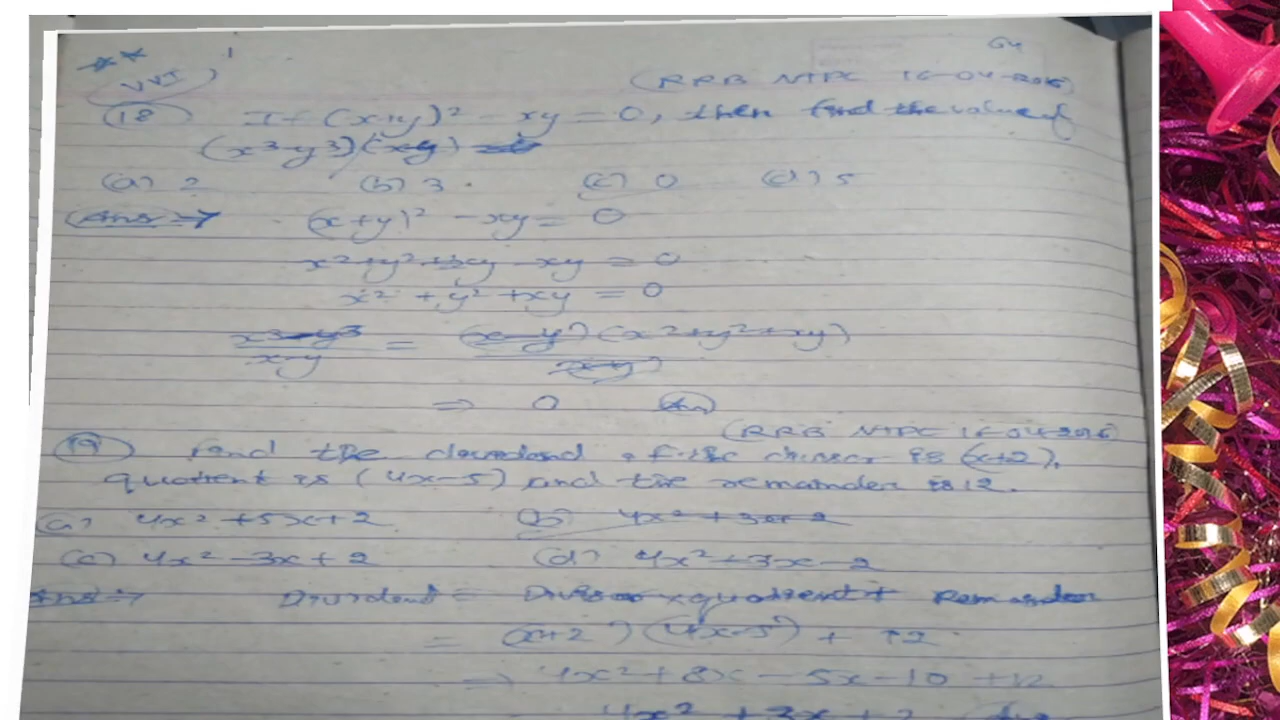 64
VVI
(RRB NTPC 16-04-2016)
(18) If (x+y)² - xy = 0, then find the value of
(x³-y³)/(x-y)
(a) 2 (b) 3. (c) 0 (d) 5
Ans → (x+y)² - xy = 0
x²+y²+2xy-xy = 0
x² + y² + xy = 0
x³-y³/x-y = (x-y)(x²+y²+xy)/(x-y)
⇒ 0 Ans
(RRB NTPC 16-04-2016)
(19) Find the dividend, if the divisor is (x+2),
quotient is (4x-5) and the remainder is 12.
(a) 4x² + 5x + 2 (b) 4x² + 3x + 2
(c) 4x² - 3x + 2 (d) 4x² + 3x - 2
Ans → Dividend = Divisor × quotient + Remainder
= (x+2) (4x-5) + 12
⇒ 4x² + 8x - 5x - 10 + 12
4x² + 3x + 2 Ans